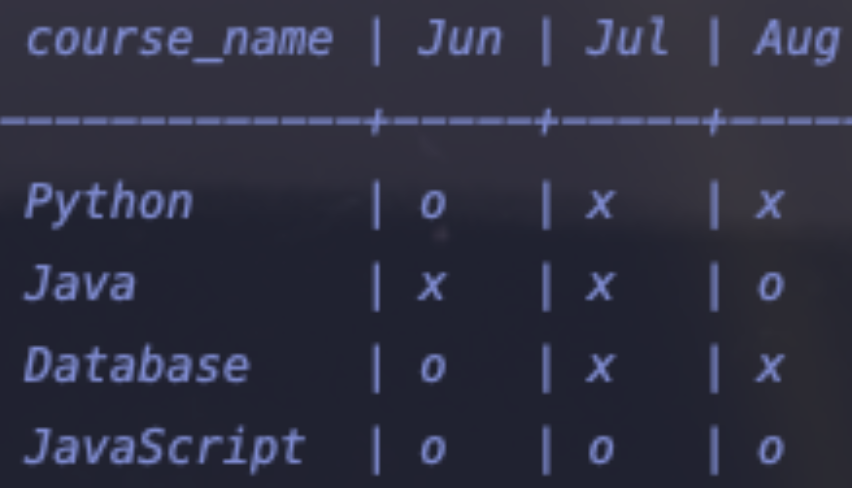 course_name | Jun | Jul | Aug
---------------+-----+-----+-----
Python | o | x | x
Java | x | x | o
Database | o | x | x
JavaScript | o | o | o